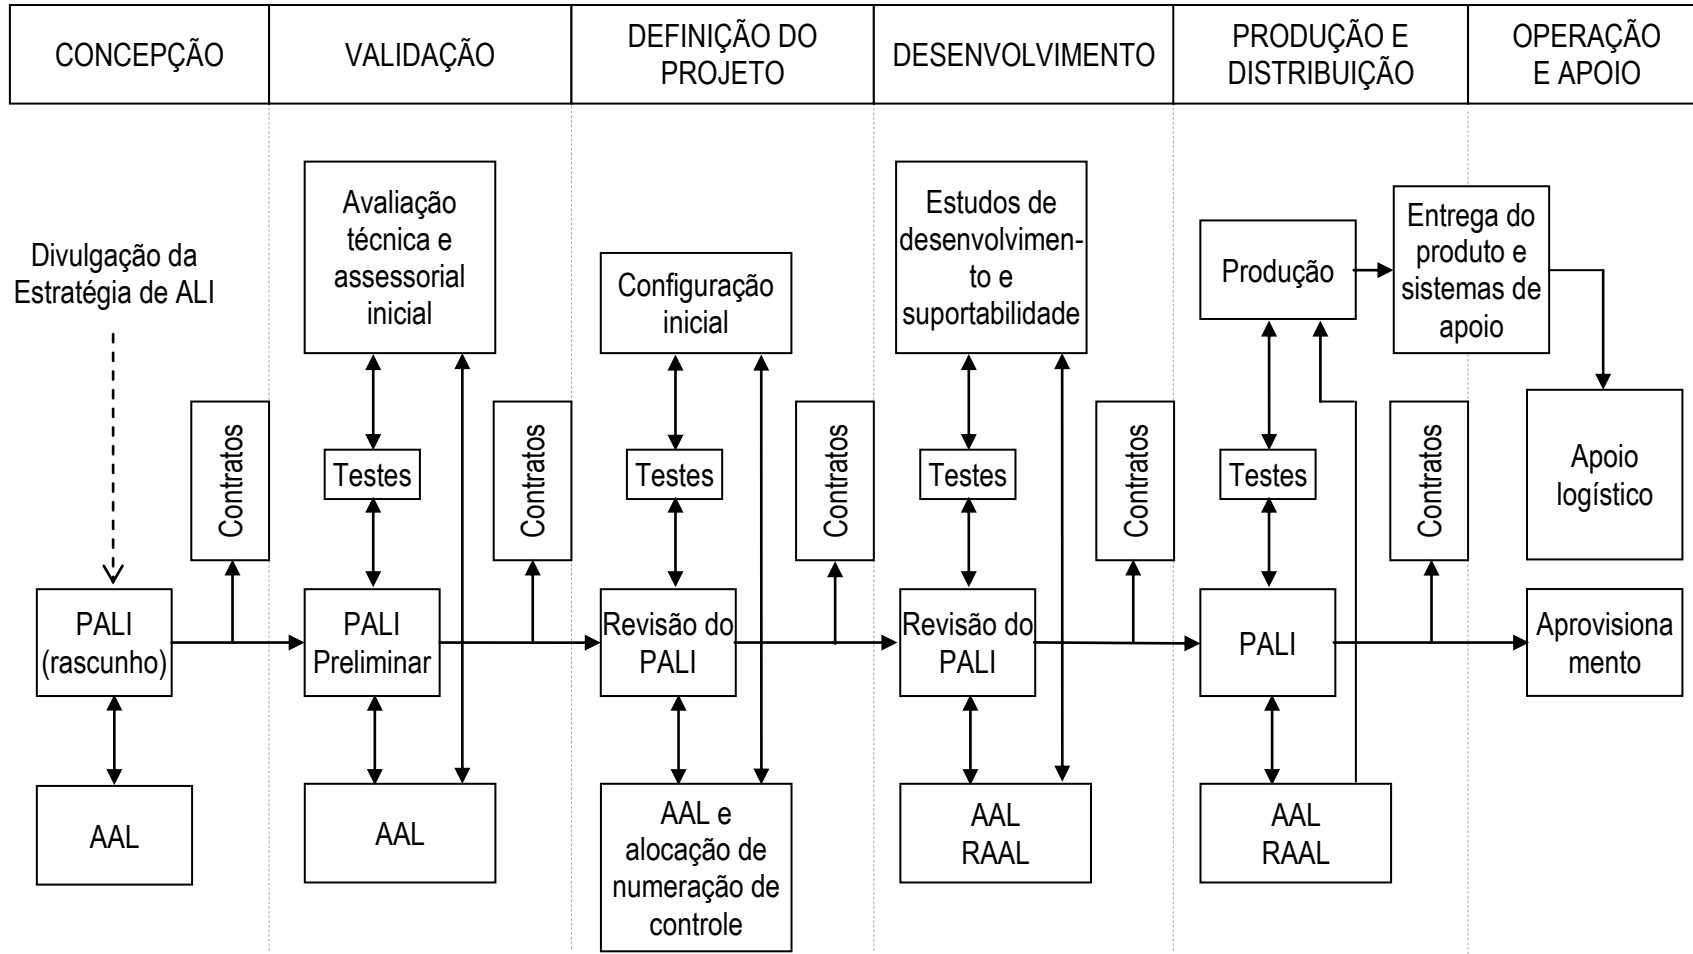 CONCEPÇÃO
VALIDAÇÃO
DEFINIÇÃO DO
PROJETO
DESENVOLVIMENTO
PRODUÇÃO E
DISTRIBUIÇÃO
OPERAÇÃO
E APOIO
Divulgação da
Estratégia de ALI
Contratos
PALI
(rascunho)
AAL
Avaliação
técnica e
assessorial
inicial
Testes
Contratos
PALI
Preliminar
AAL
Configuração
inicial
Testes
Contratos
Revisão do
PALI
AAL e
alocação de
numeração de
controle
Estudos de
desenvolvimen-
to e
suportabilidade
Testes
Contratos
Revisão do
PALI
AAL
RAAL
Produção
Testes
Contratos
PALI
AAL
RAAL
Entrega do
produto e
sistemas de
apoio
Apoio
logístico
Aprovisiona
mento